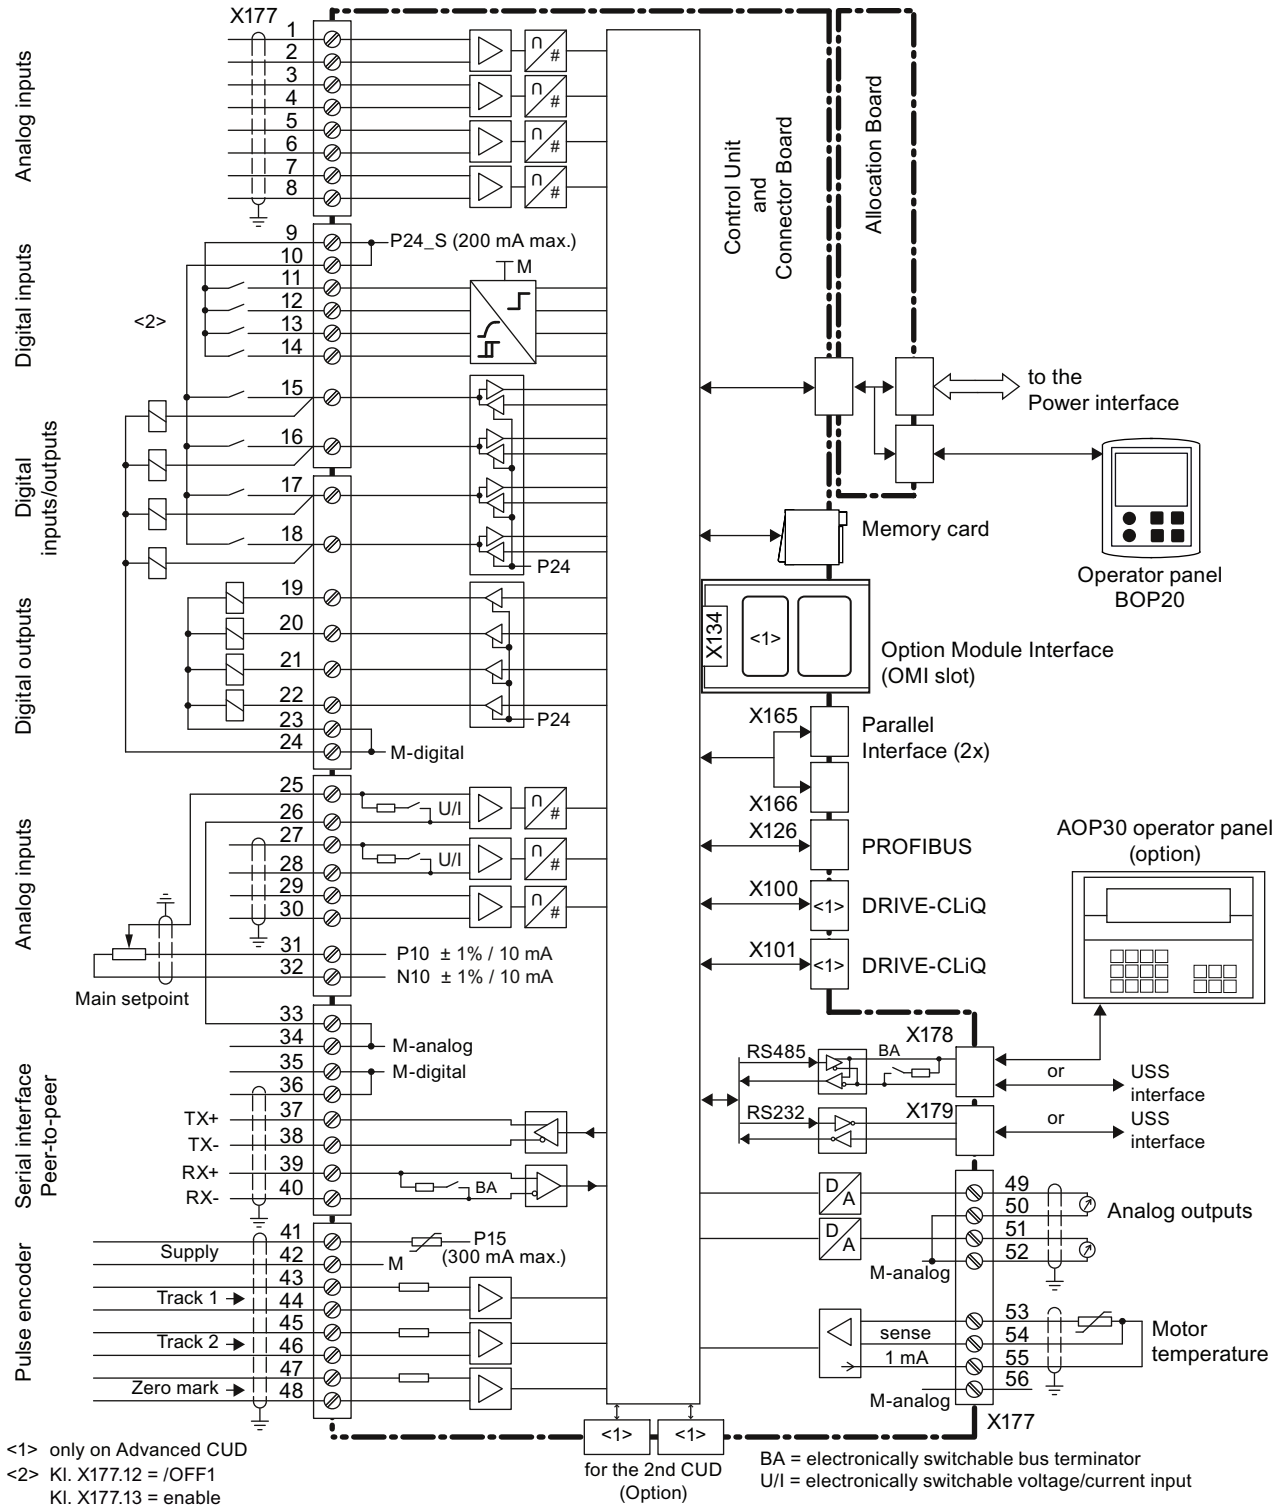 X177
Analog inputs
1
2
3
4
5
6
7
8
∩
#
∩
#
∩
#
∩
#
Control Unit
and
Connector Board
Allocation Board
Digital inputs
<2>
9
10
11
12
13
14
P24_S (200 mA max.)
M
Digital
inputs/outputs
15
16
17
18
P24
to the
Power interface
Memory card
Operator panel
BOP20
Digital outputs
19
20
21
22
23
24
P24
M-digital
X134
<1>
Option Module Interface
(OMI slot)
X165
Parallel
Interface (2x)
X166
X126
PROFIBUS
X100
<1>
DRIVE-CLiQ
X101
<1>
DRIVE-CLiQ
AOP30 operator panel
(option)
Analog inputs
25
26
27
28
29
30
31
32
33
34
U/I
U/I
∩
#
∩
#
∩
#
P10 ± 1% / 10 mA
N10 ± 1% / 10 mA
Main setpoint
M-analog
Serial interface
Peer-to-peer
35
36
37
38
39
40
M-digital
TX+
TX-
RX+
RX-
BA
X178
RS485
BA
or
USS
interface
RS232
X179
or
USS
interface
Pulse encoder
41
42
43
44
45
46
47
48
Supply
P15
(300 mA max.)
M
Track 1
Track 2
Zero mark
D
A
D
A
49
50
51
52
M-analog
Analog outputs
53
54
55
56
sense
1 mA
M-analog
Motor
temperature
X177
<1>
<1>
for the 2nd CUD
(Option)
<1> only on Advanced CUD
<2> Kl. X177.12 = /OFF1
Kl. X177.13 = enable
BA = electronically switchable bus terminator
U/I = electronically switchable voltage/current input